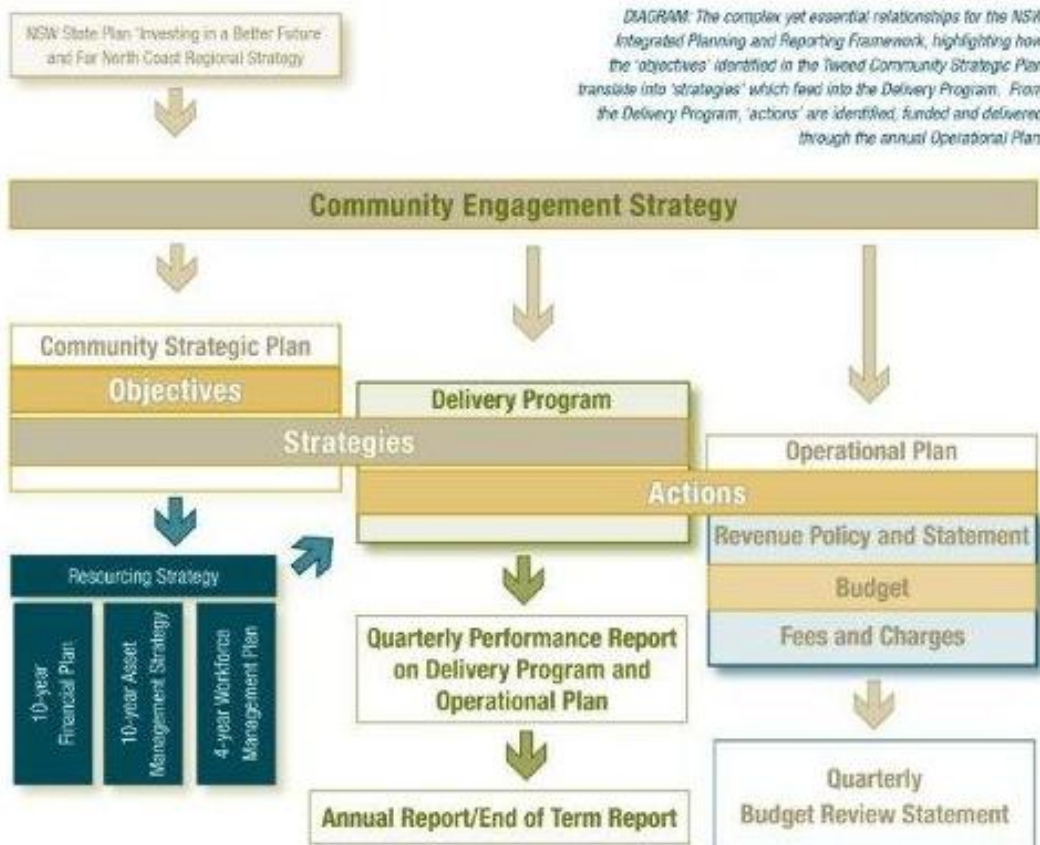 NSW State Plan 'Investing in a Better Future
and Far North Coast Regional Strategy
DIAGRAM: The complex yet essential relationships for the NSW
Integrated Planning and Reporting Framework, highlighting how
the 'objectives' identified in the Tweed Community Strategic Plan
translate into 'strategies' which feed into the Delivery Program. From
the Delivery Program, 'actions' are identified, funded and delivered
through the annual Operational Plan
Community Engagement Strategy
Community Strategic Plan
Objectives
Delivery Program
Strategies
Operational Plan
Actions
Revenue Policy and Statement
Budget
Fees and Charges
Resourcing Strategy
10-year
Financial Plan
10-year Asset
Management Strategy
4-year Workforce
Management Plan
Quarterly Performance Report
on Delivery Program and
Operational Plan
Annual Report/End of Term Report
Quarterly
Budget Review Statement